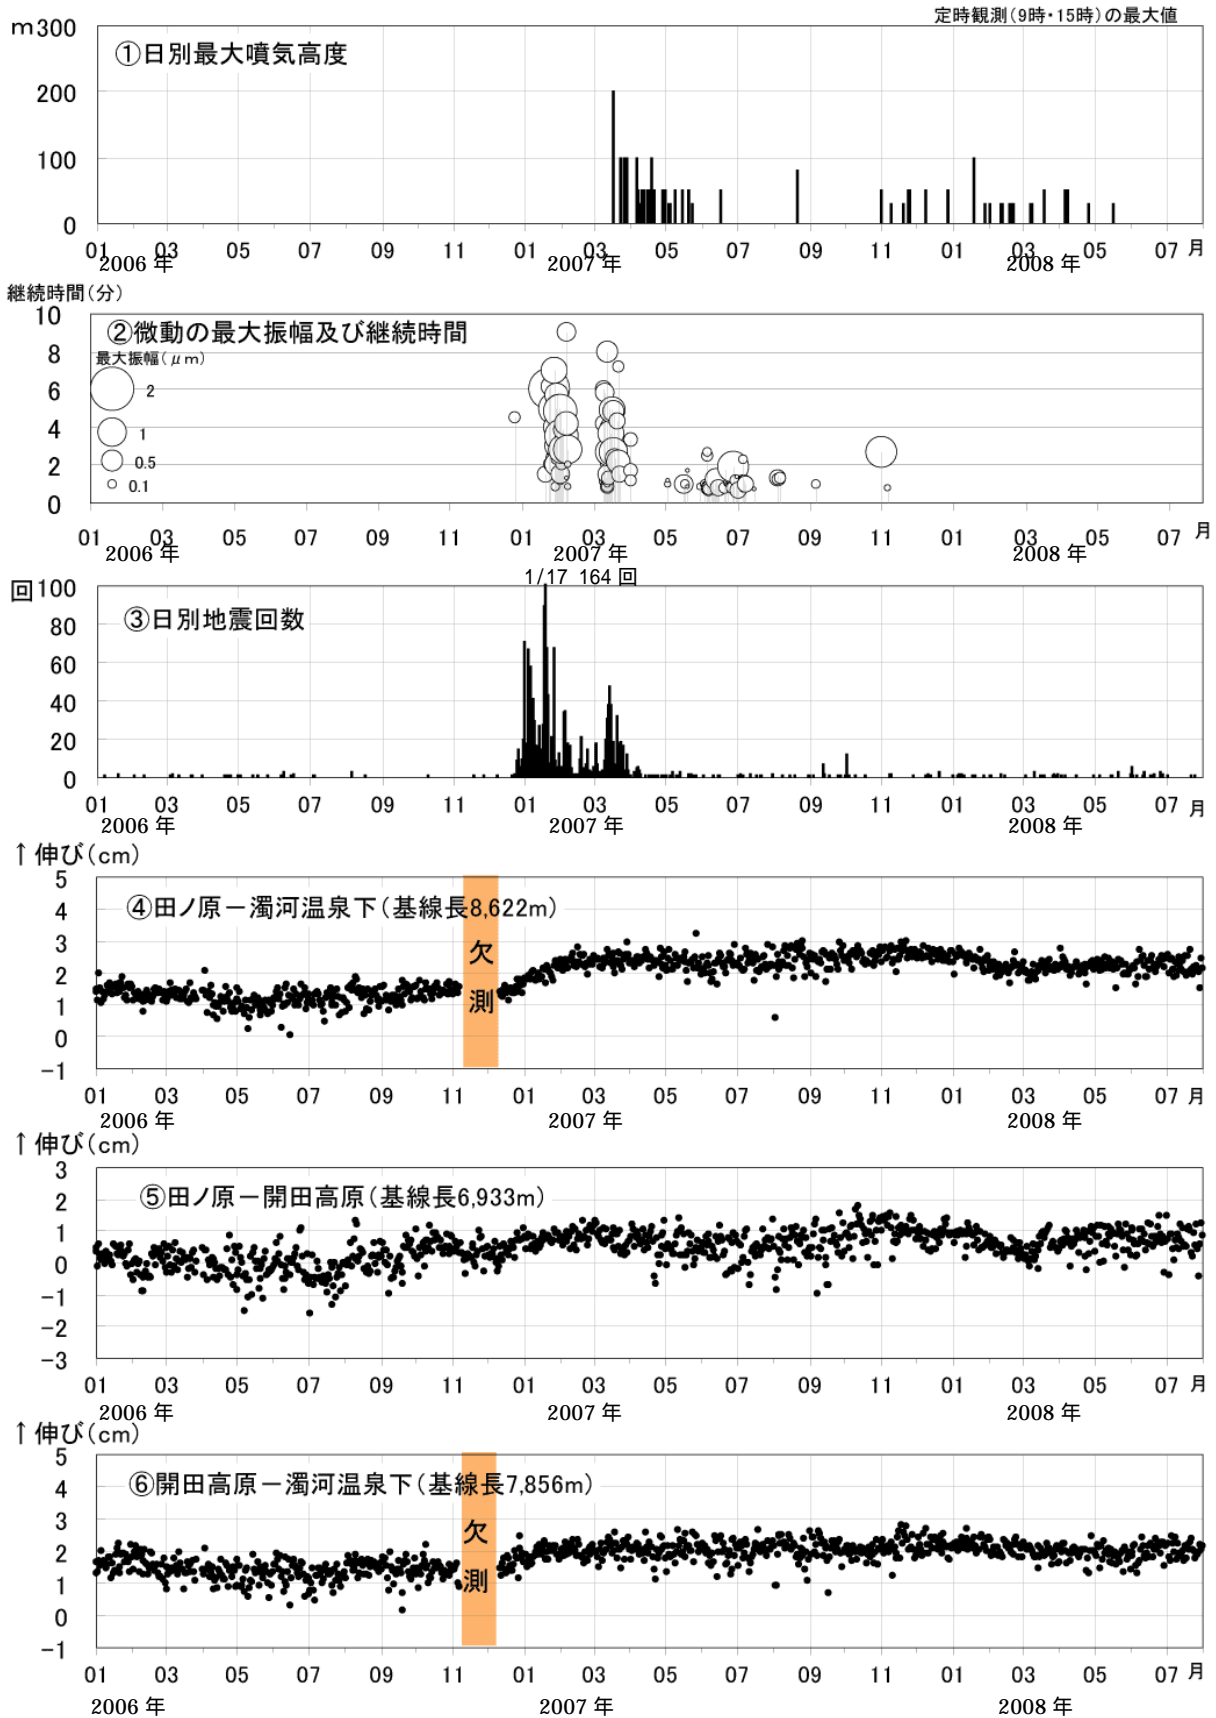 定時観測(9時・15時)の最大値
m300
①日別最大噴気高度
200
100
0
01 03 05 07 09 11 01 03 05 07 09 11 01 03 05 07 月
2006 年 2007 年 2008 年
継続時間(分)
10
②微動の最大振幅及び継続時間
最大振幅(μm)
8
6
4
2
0
2
1
0.5
0.1
01 03 05 07 09 11 01 03 05 07 09 11 01 03 05 07 月
2006 年 2007 年 2008 年
1/17 164 回
回100
③日別地震回数
80
60
40
20
0
01 03 05 07 09 11 01 03 05 07 09 11 01 03 05 07 月
2006 年 2007 年 2008 年
↑伸び(cm)
5
④田ノ原－濁河温泉下(基線長8,622m)
4
3
2
1
0
−1
欠
測
01 03 05 07 09 11 01 03 05 07 09 11 01 03 05 07 月
2006 年 2007 年 2008 年
↑伸び(cm)
3
⑤田ノ原－開田高原(基線長6,933m)
2
1
0
−1
−2
−3
01 03 05 07 09 11 01 03 05 07 09 11 01 03 05 07 月
2006 年 2007 年 2008 年
↑伸び(cm)
5
⑥開田高原－濁河温泉下(基線長7,856m)
4
3
2
1
0
−1
欠
測
01 03 05 07 09 11 01 03 05 07 09 11 01 03 05 07 月
2006 年 2007 年 2008 年